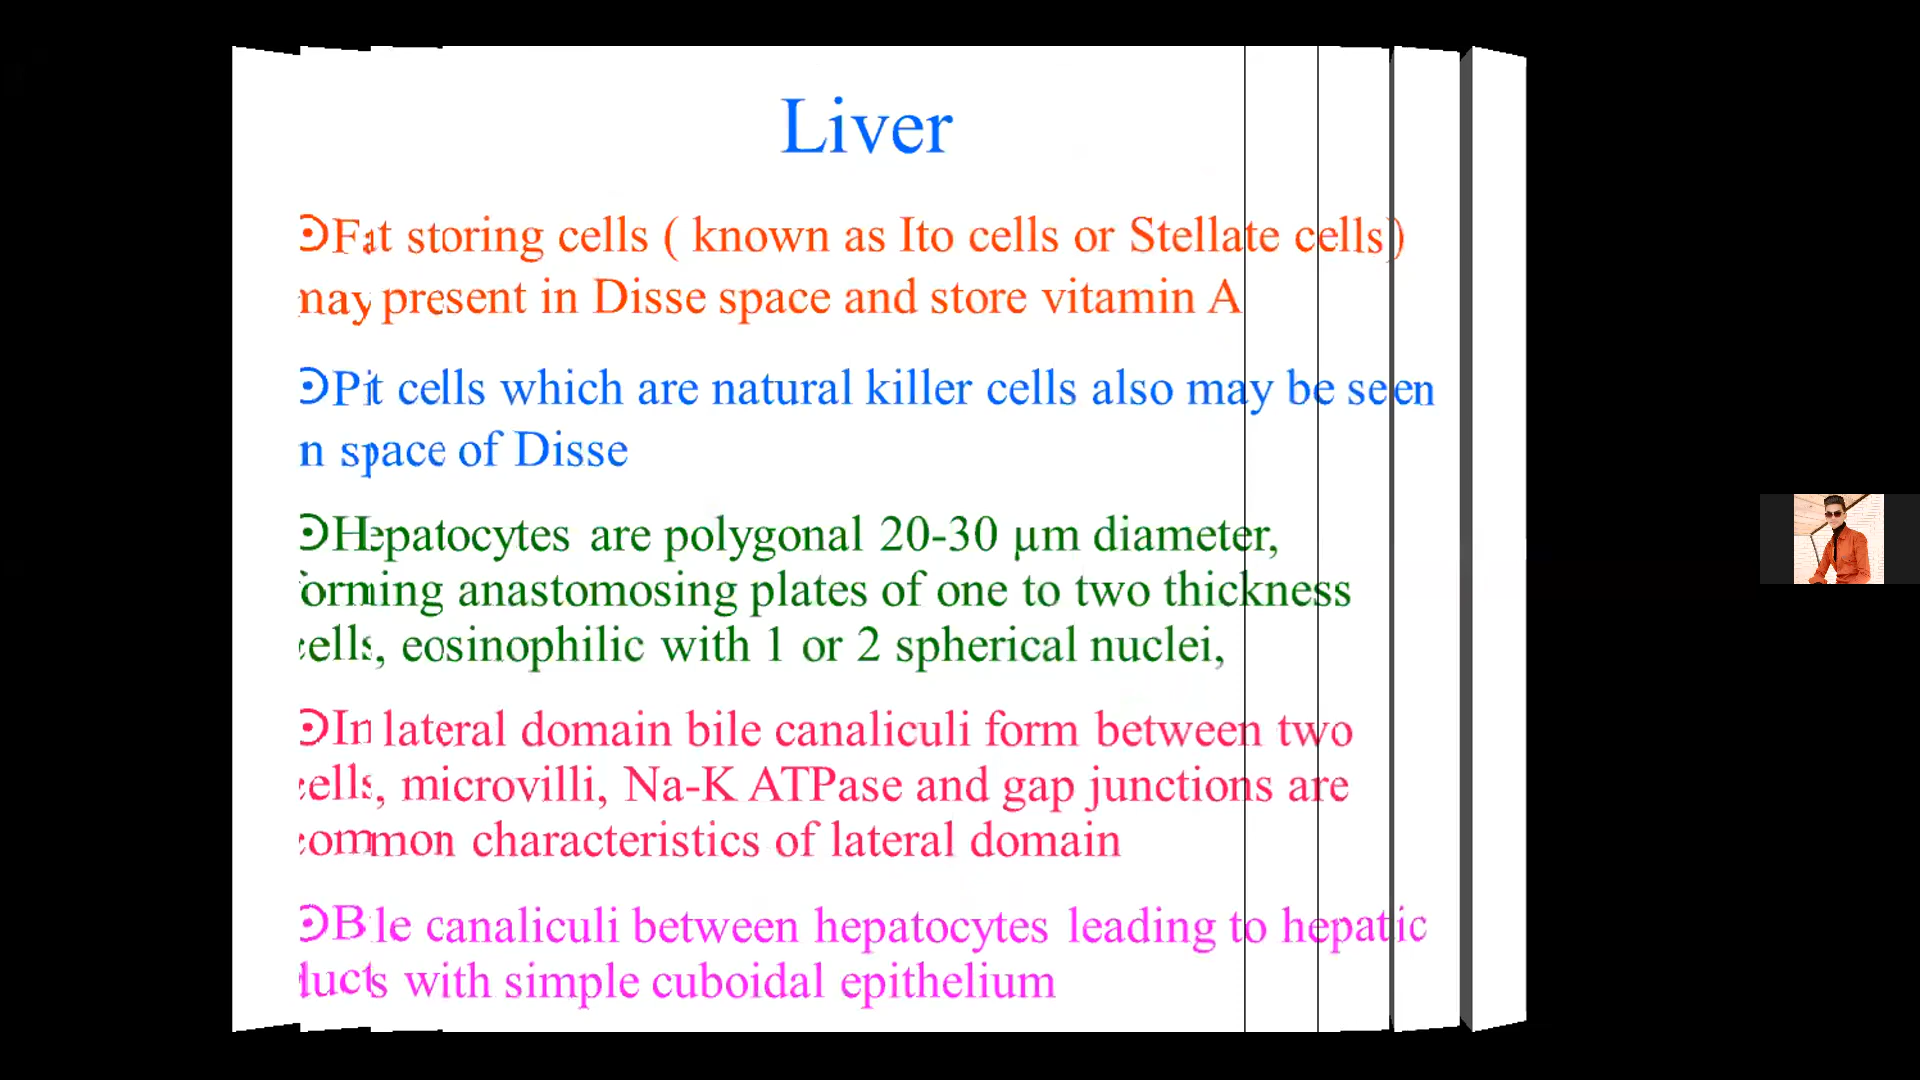 Liver
Fat storing cells ( known as Ito cells or Stellate cells)
may present in Disse space and store vitamin A
Pit cells which are natural killer cells also may be seen
n space of Disse
Hepatocytes are polygonal 20-30 µm diameter,
forming anastomosing plates of one to two thickness
cells, eosinophilic with 1 or 2 spherical nuclei,
In lateral domain bile canaliculi form between two
cells, microvilli, Na-K ATPase and gap junctions are
common characteristics of lateral domain
Bile canaliculi between hepatocytes leading to hepatic
ducts with simple cuboidal epithelium